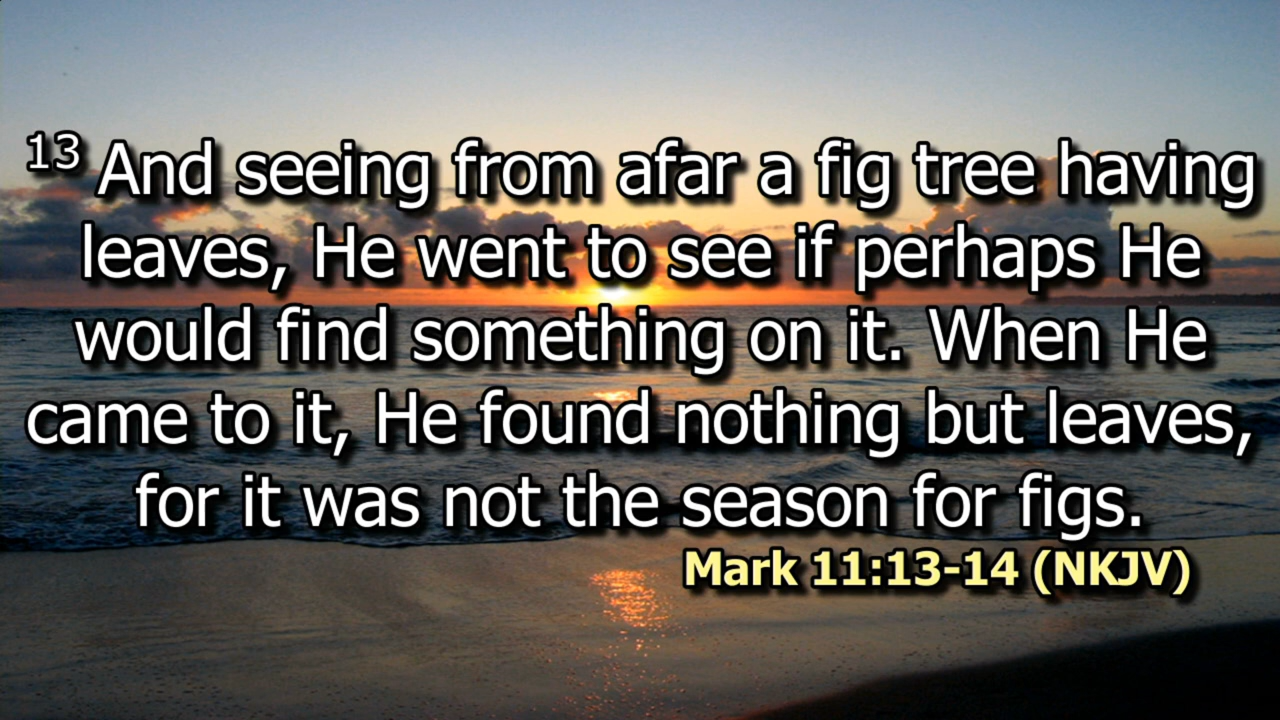 13 And seeing from afar a fig tree having
leaves, He went to see if perhaps He
would find something on it. When He
came to it, He found nothing but leaves,
for it was not the season for figs.
Mark 11:13-14 (NKJV)